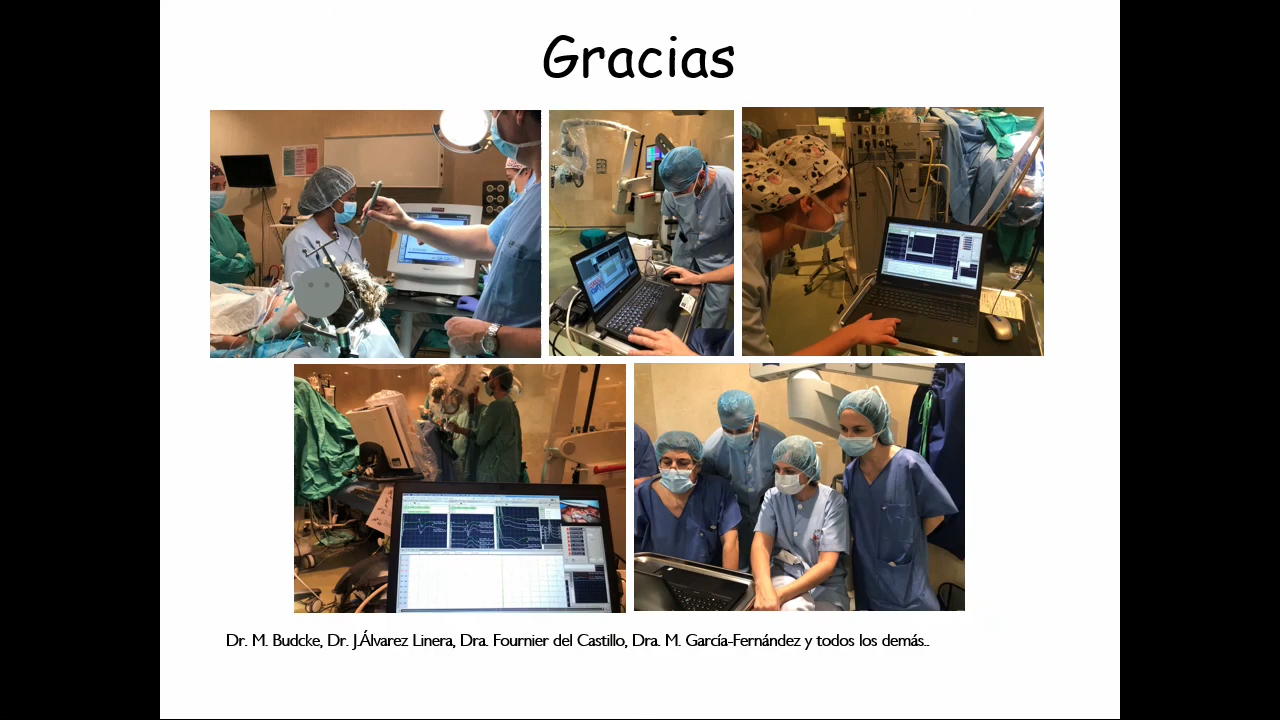 Gracias
Dr. M. Budcke, Dr. J.Álvarez Linera, Dra. Fournier del Castillo, Dra. M. García-Fernández y todos los demás..